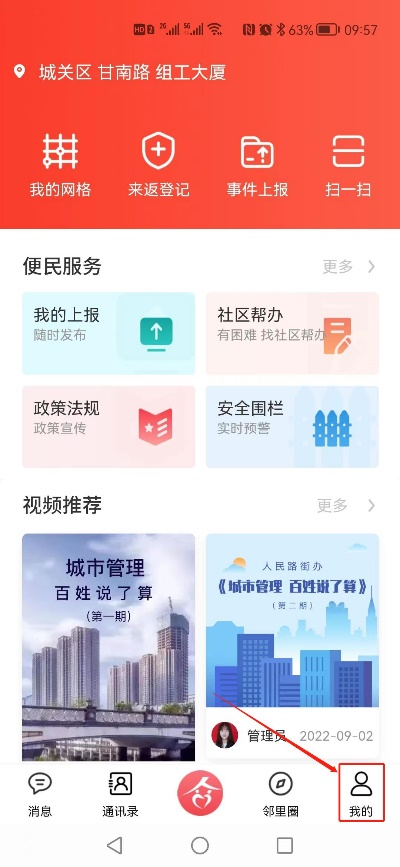 HD 2 2G 5G 63% 09:57
城关区 甘南路 组工大厦
我的网格 来返登记 事件上报 扫一扫
便民服务 更多
我的上报 社区帮办
随时发布 有困难 找社区帮办
政策法规 安全围栏
政策宣传 实时预警
视频推荐 更多
城市管理
百姓说了算
(第一期)
人民路街办
《城市管理 百姓说了算》
(第二期)
管理员 2022-09-02
消息 通讯录 邻里圈 我的